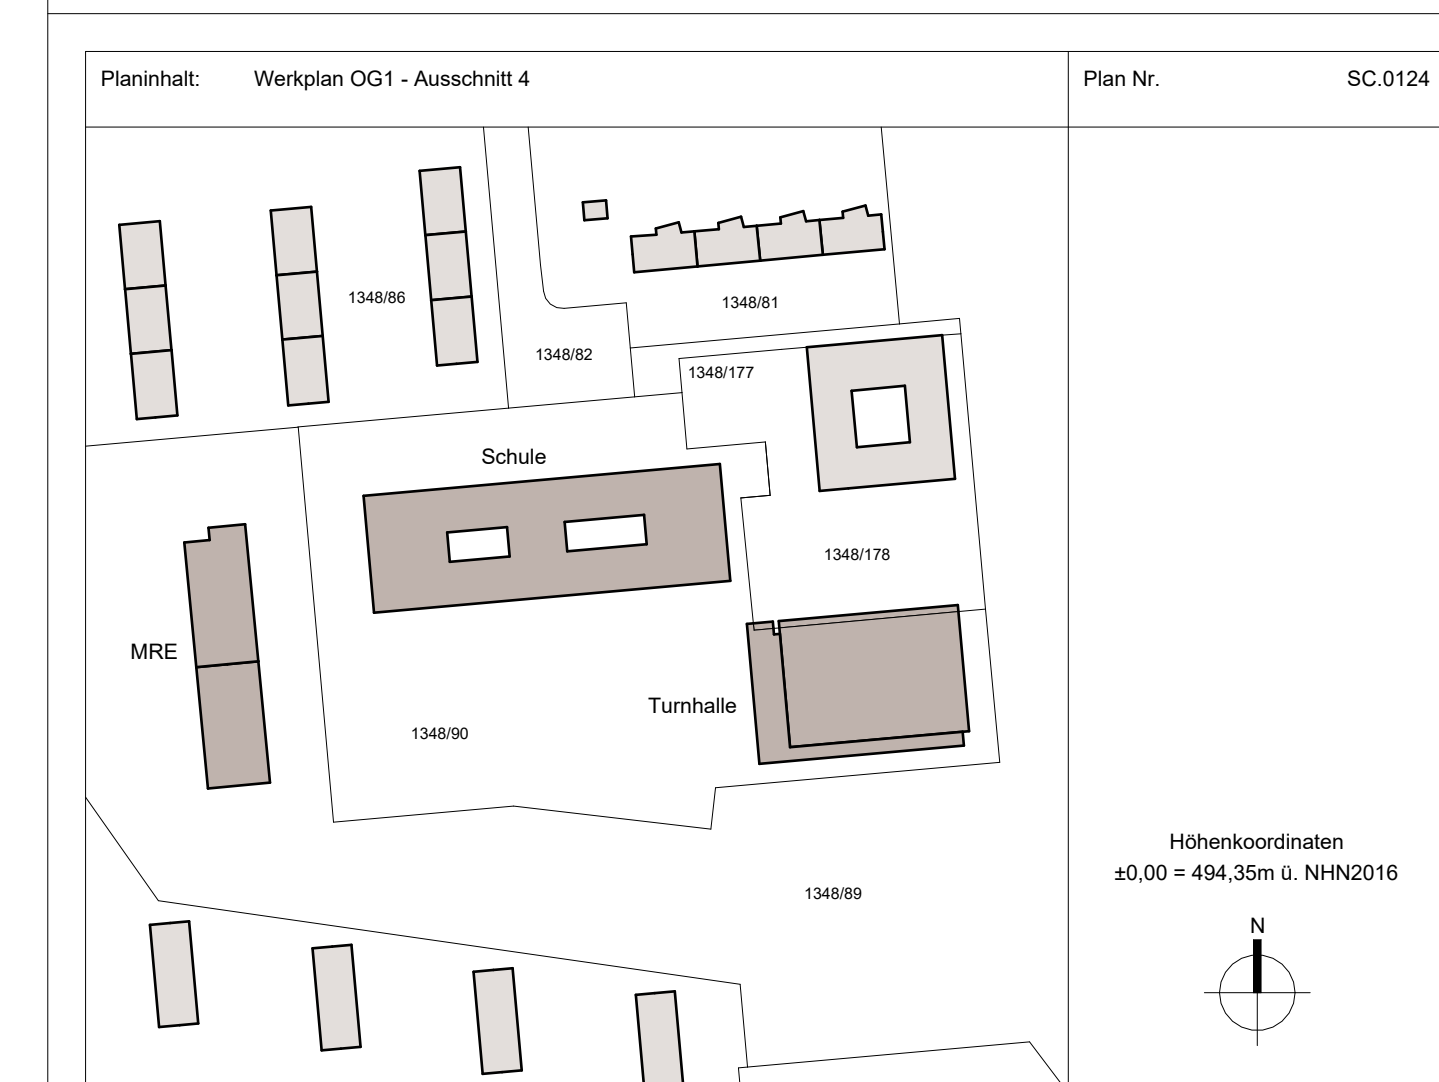 Planinhalt: Werkplan OG1 - Ausschnitt 4
Plan Nr. SC.0124
1348/86
1348/81
1348/82
1348/177
Schule
1348/178
MRE
Turnhalle
1348/90
Höhenkoordinaten
±0,00 = 494,35m ü. NHN2016
1348/89
N